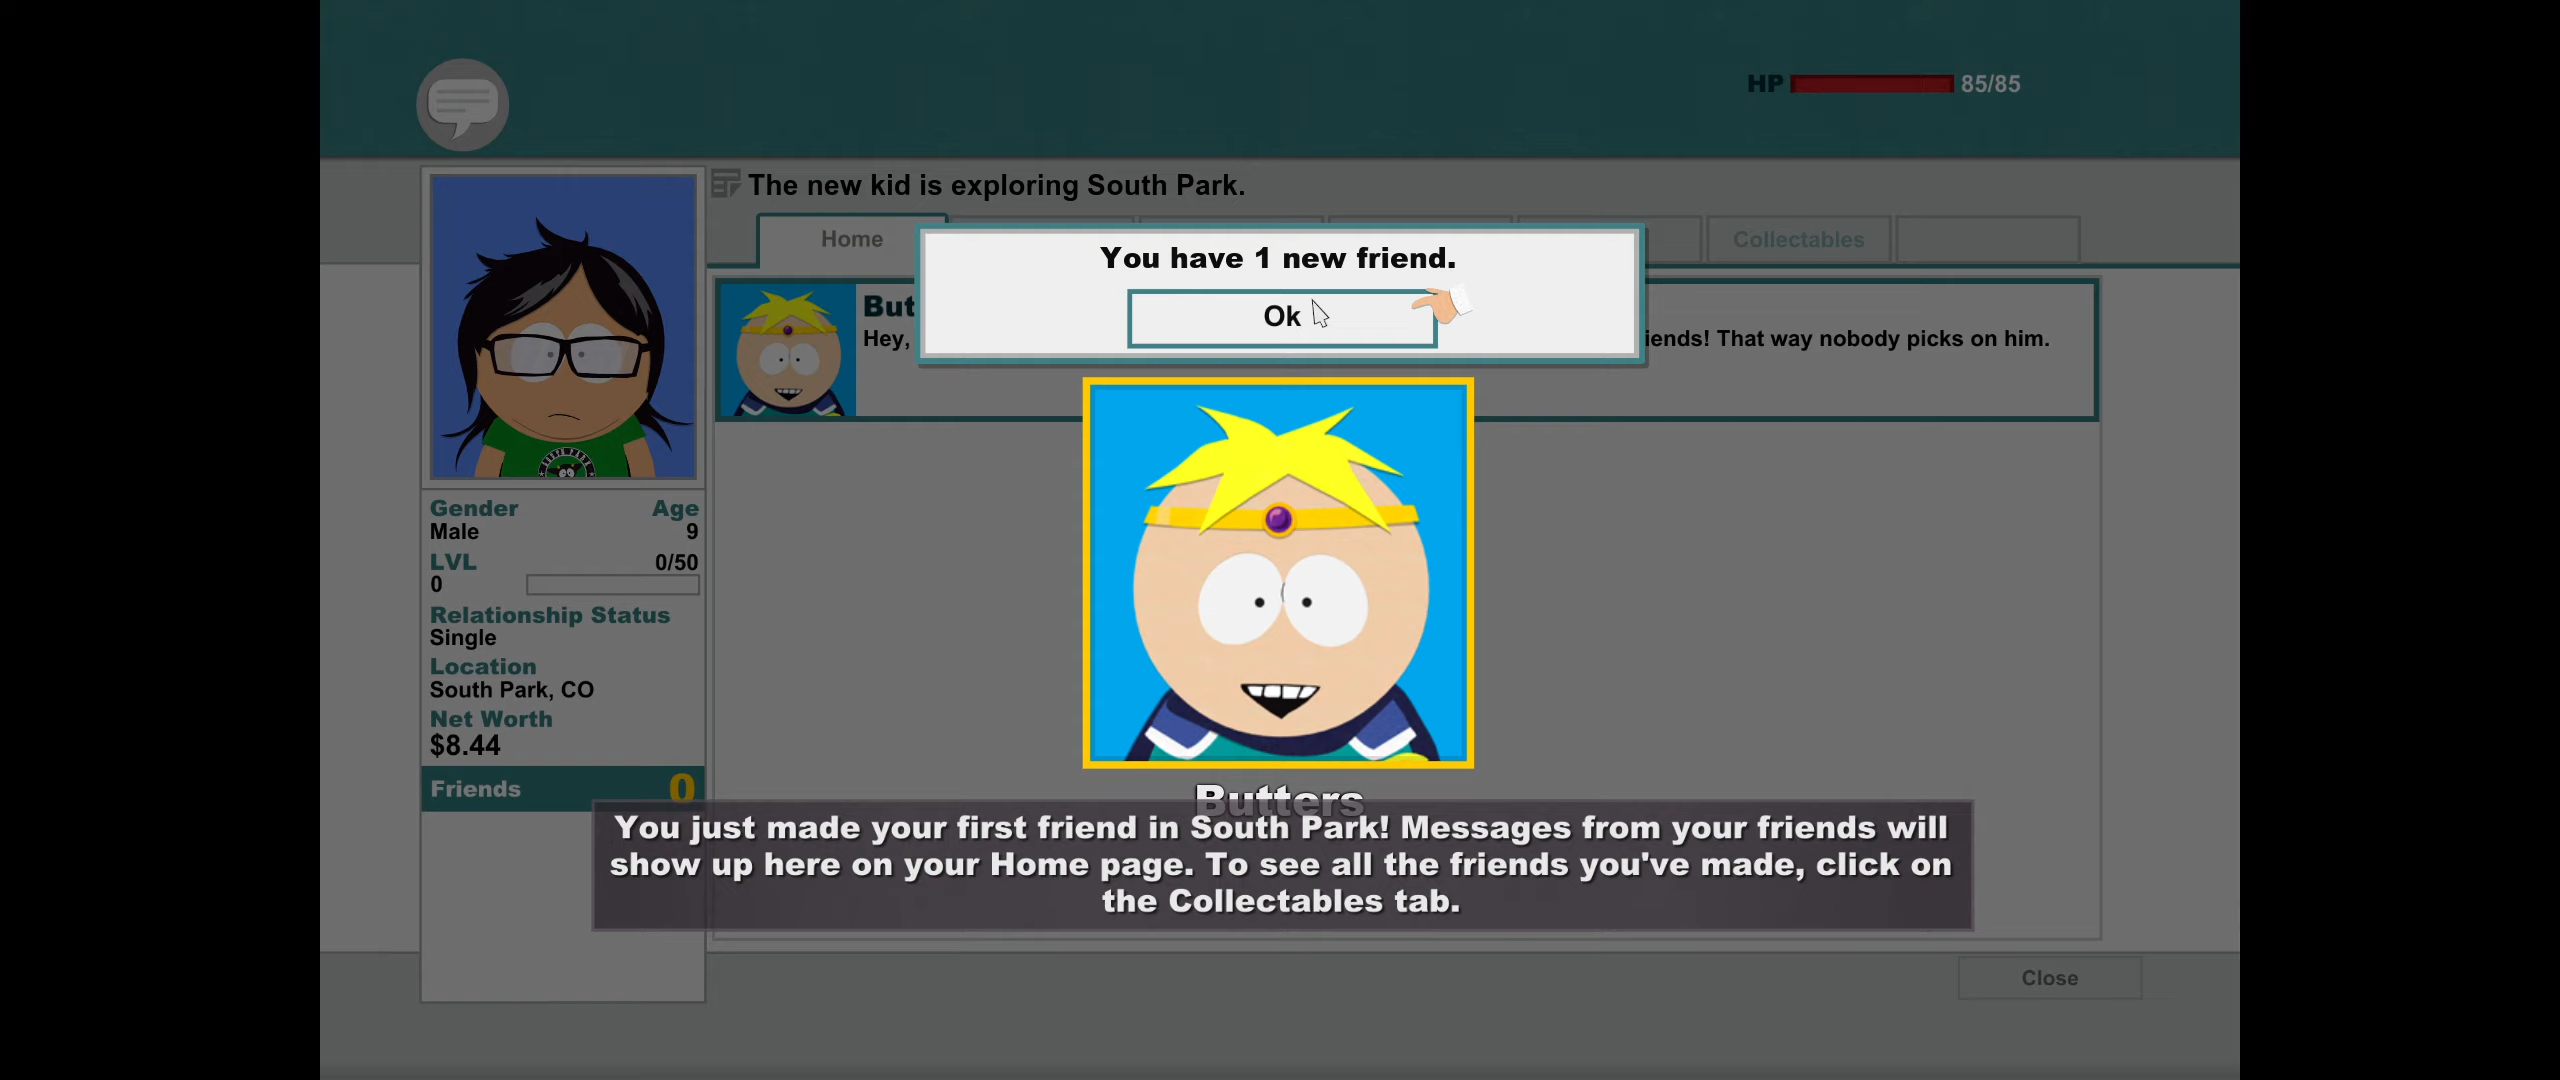 HP 85/85
The new kid is exploring South Park.
Home
Collectables
You have 1 new friend.
Ok
But
Hey,
iends! That way nobody picks on him.
Gender Age
Male 9
LVL 0/50
0
Relationship Status
Single
Location
South Park, CO
Net Worth
$8.44
Friends 0
Butters
You just made your first friend in South Park! Messages from your friends will
show up here on your Home page. To see all the friends you've made, click on
the Collectables tab.
Close